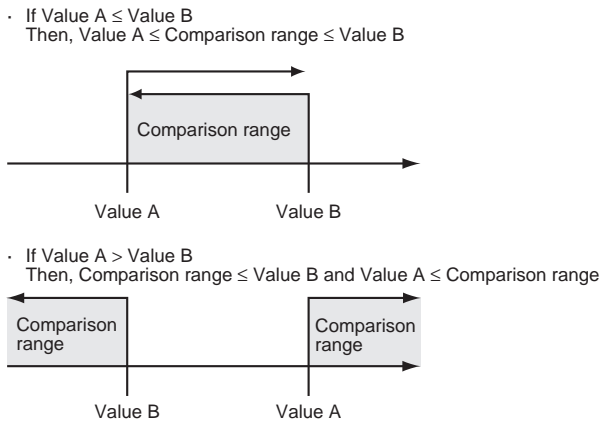 · If Value A ≤ Value B
Then, Value A ≤ Comparison range ≤ Value B
Comparison range
Value A
Value B
· If Value A > Value B
Then, Comparison range ≤ Value B and Value A ≤ Comparison range
Comparison
range
Comparison
range
Value B
Value A